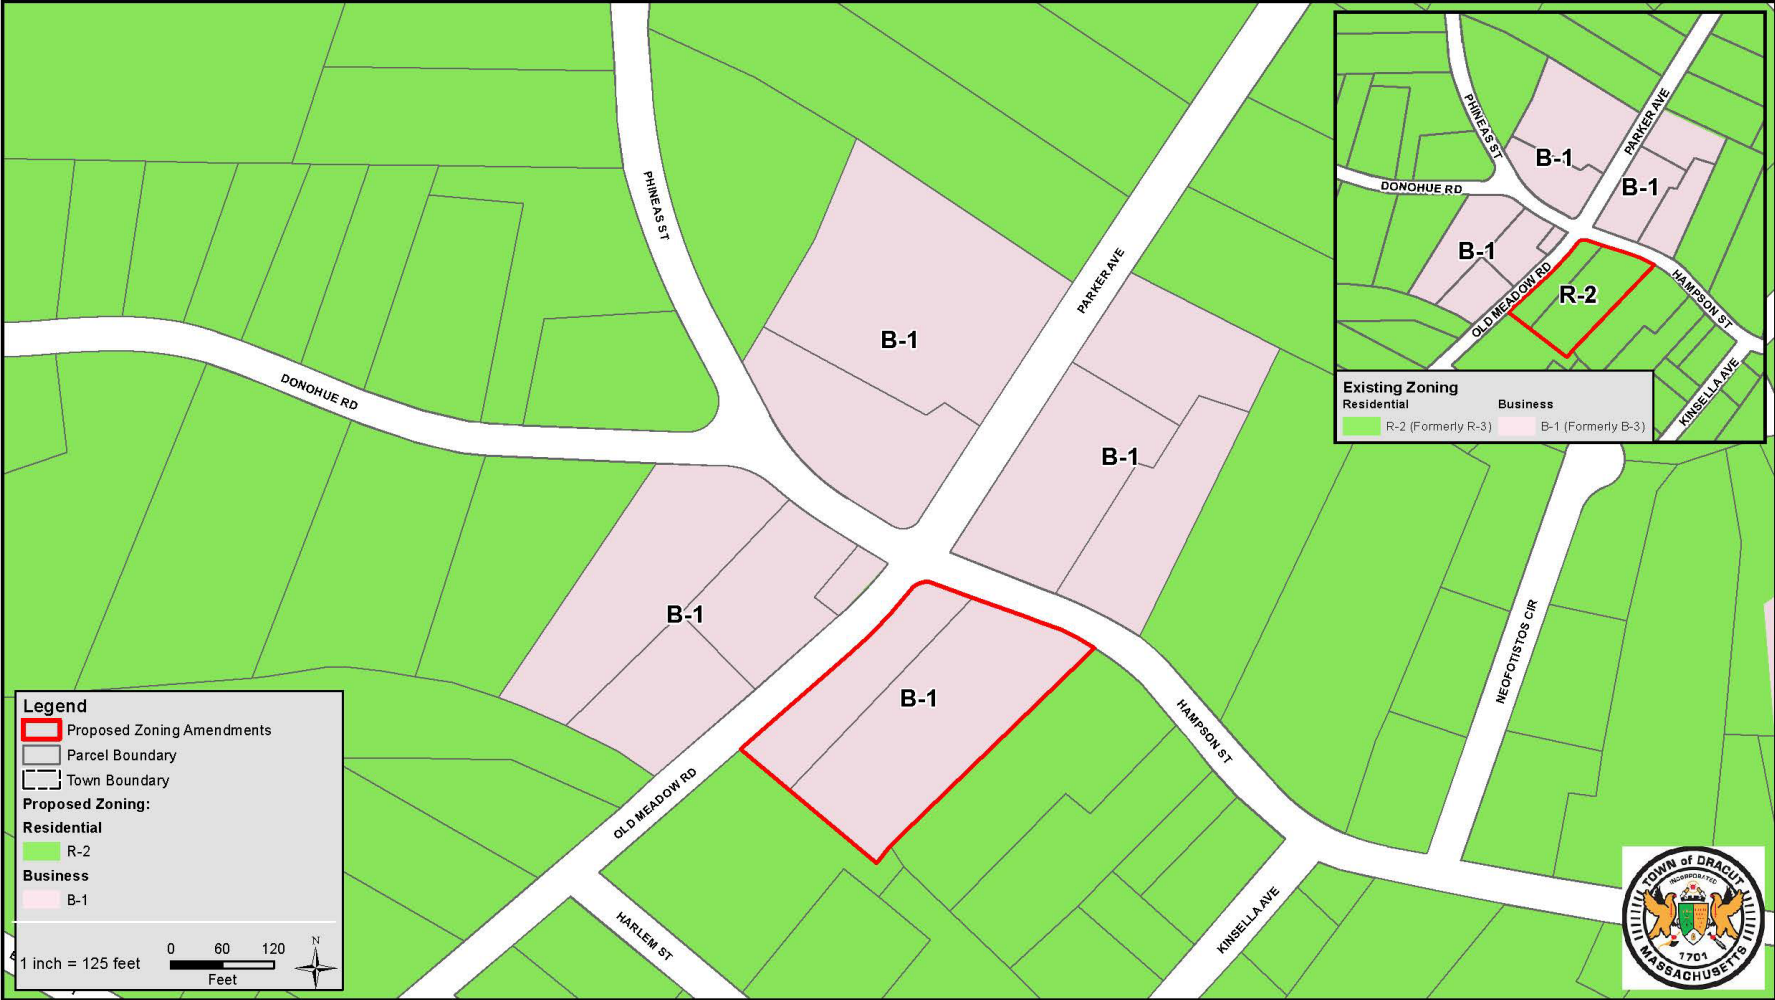 PHINEAS ST
DONOHUE RD
PARKER AVE
B-1
B-1
B-1
B-1
OLD MEADOW RD
HAMPSON ST
NEOFOTISTOS CIR
HARLEM ST
KINSELLA AVE
PHINEAS ST
DONOHUE RD
PARKER AVE
B-1
B-1
B-1
R-2
OLD MEADOW RD
HAMPSON ST
KINSELLA AVE
Existing Zoning
Residential Business
R-2 (Formerly R-3) B-1 (Formerly B-3)
Legend
Proposed Zoning Amendments
Parcel Boundary
Town Boundary
Proposed Zoning:
Residential
R-2
Business
B-1
1 inch = 125 feet
0 60 120
Feet
N
TOWN of DRACUT
INCORPORATED
1701
MASSACHUSETTS